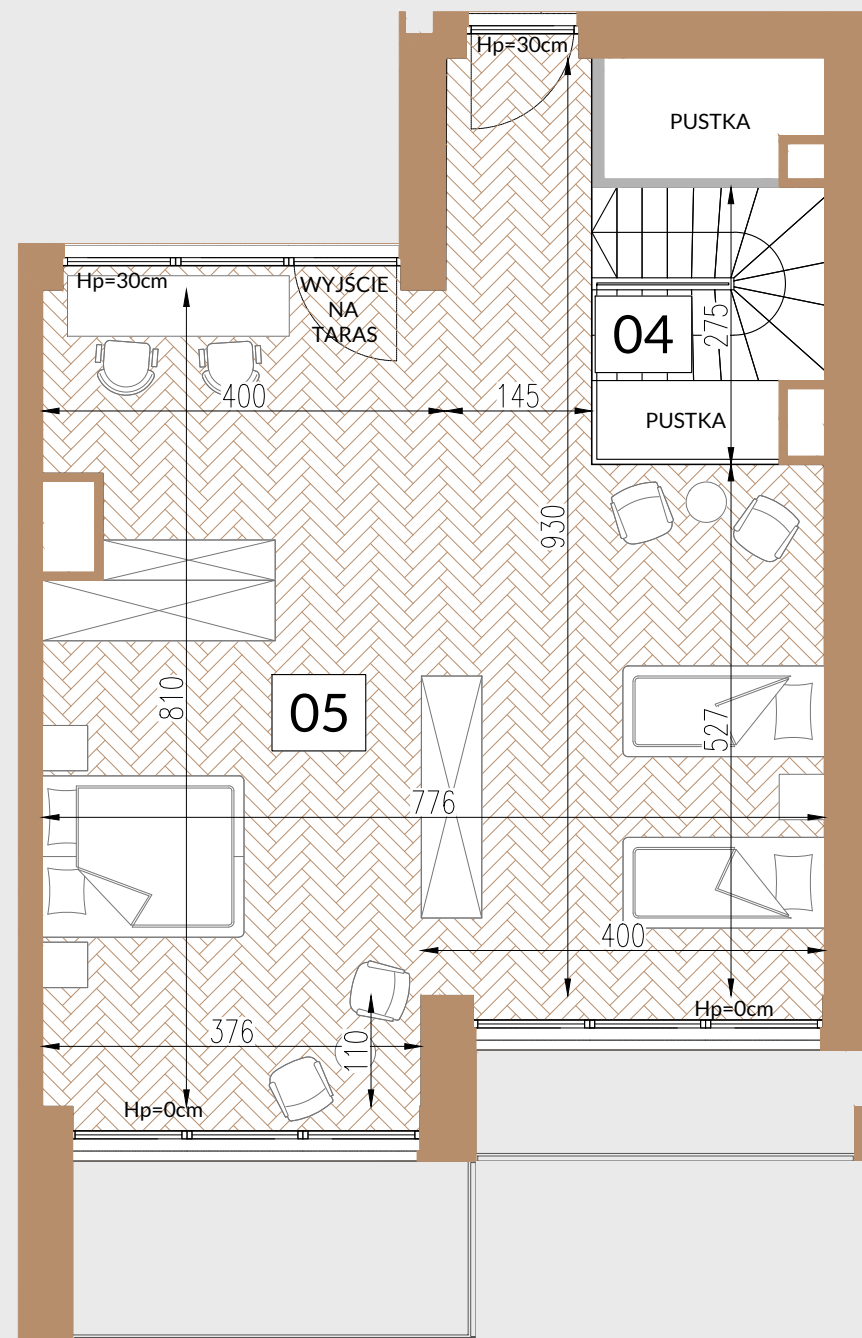 Hp=30cm
PUSTKA
Hp=30cm
WYJŚCIE
NA
TARAS
04
275
400
145
PUSTKA
930
810
05
527
776
400
Hp=0cm
376
110
Hp=0cm